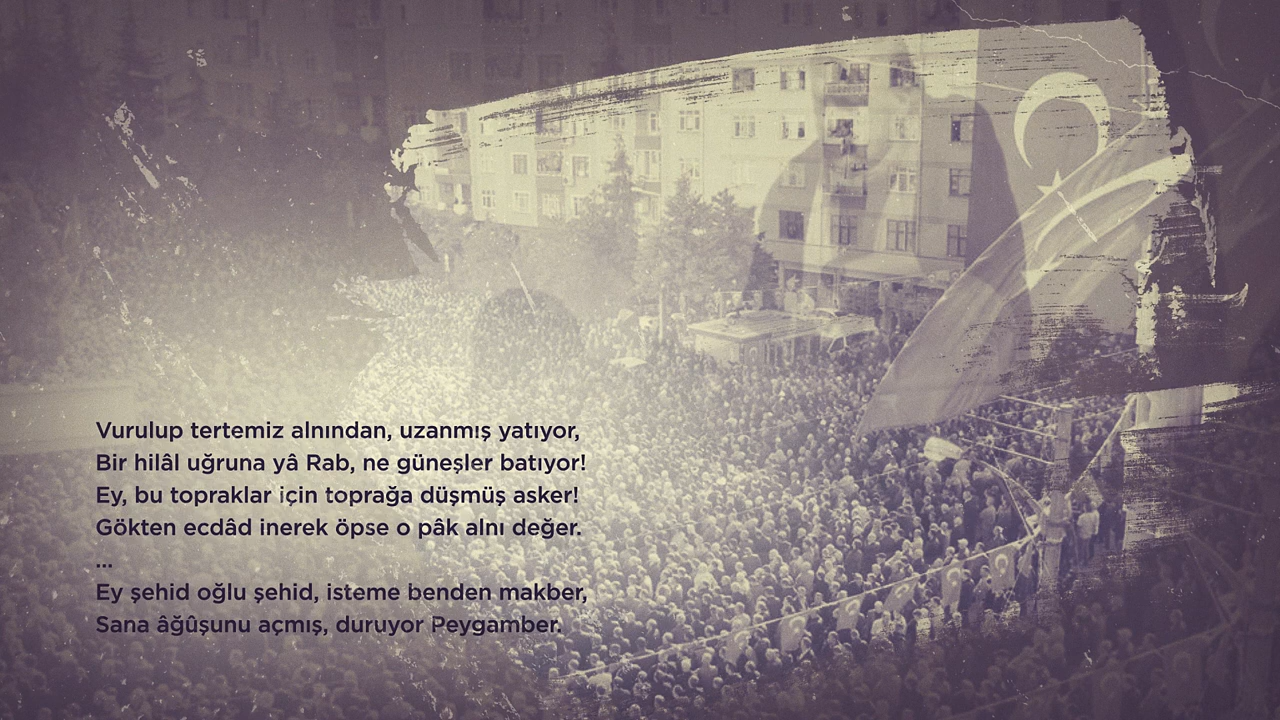 Vurulup tertemiz alnından, uzanmış yatıyor,
Bir hilâl uğruna yâ Rab, ne güneşler batıyor!
Ey, bu topraklar için toprağa düşmüş asker!
Gökten ecdâd inerek öpse o pâk alnı değer.
...
Ey şehid oğlu şehid, isteme benden makber,
Sana âğûşunu açmış, duruyor Peygamber.